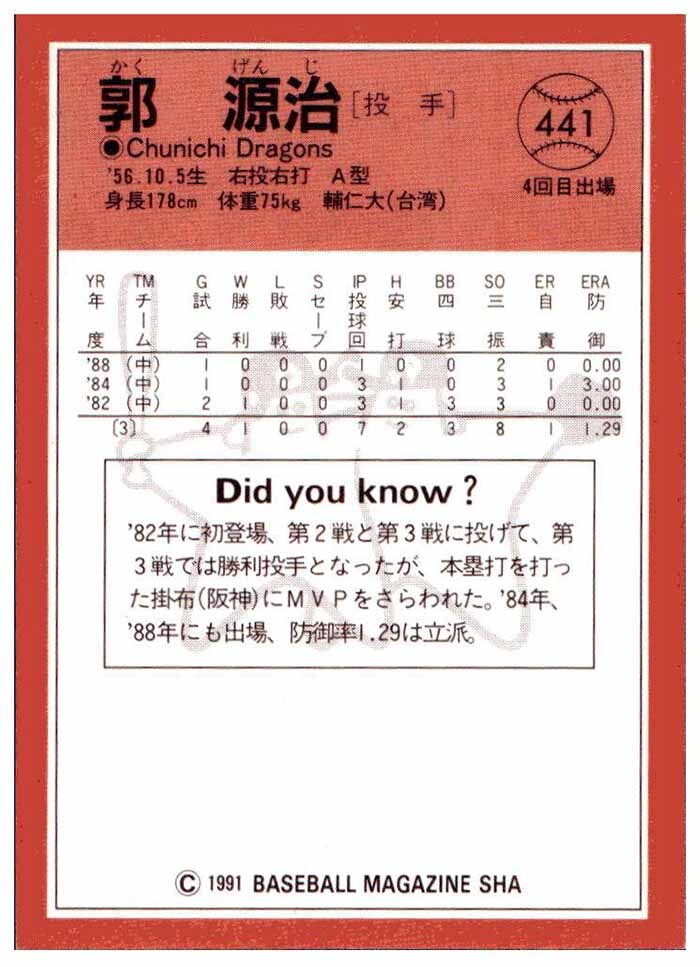 かく げんじ
郭 源治 [投手]
441
●Chunichi Dragons
'56.10.5生 右投右打 A型
4回目出場
身長178cm 体重75kg 輔仁大(台湾)
YR TM G W L S IP H BB SO ER ERA
年度 チーム 試合 勝利 敗戦 セーブ 投球回 安打 四球 三振 自責 防御
'88 (中) 1 0 0 0 1 0 0 2 0 0.00
'84 (中) 1 0 0 0 3 1 0 3 1 3.00
'82 (中) 2 1 0 0 3 1 3 3 0 0.00
〔3〕 4 1 0 0 7 2 3 8 1 1.29
Did you know?
'82年に初登場、第2戦と第3戦に投げて、第
3戦では勝利投手となったが、本塁打を打っ
た掛布(阪神)にMVPをさらわれた。'84年、
'88年にも出場、防御率1.29は立派。
© 1991 BASEBALL MAGAZINE SHA